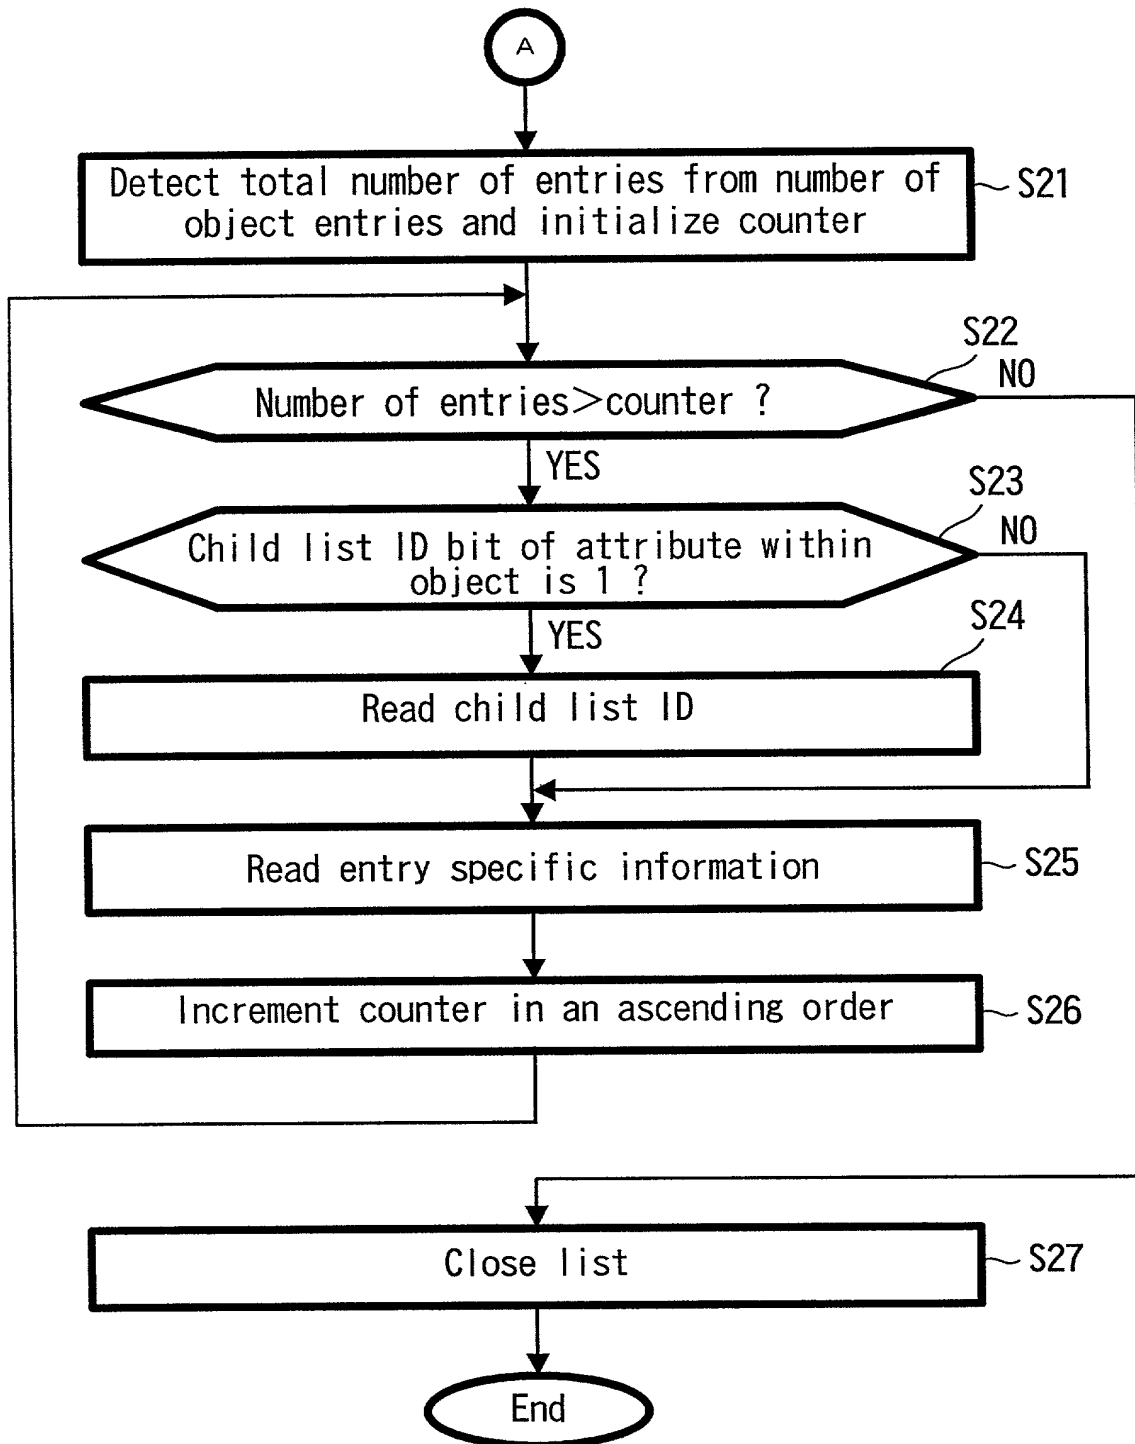 A
Detect total number of entries from number of
object entries and initialize counter
S21
S22
NO
Number of entries>counter ?
YES
S23
NO
Child list ID bit of attribute within
object is 1 ?
YES
S24
Read child list ID
Read entry specific information
S25
Increment counter in an ascending order
S26
Close list
S27
End